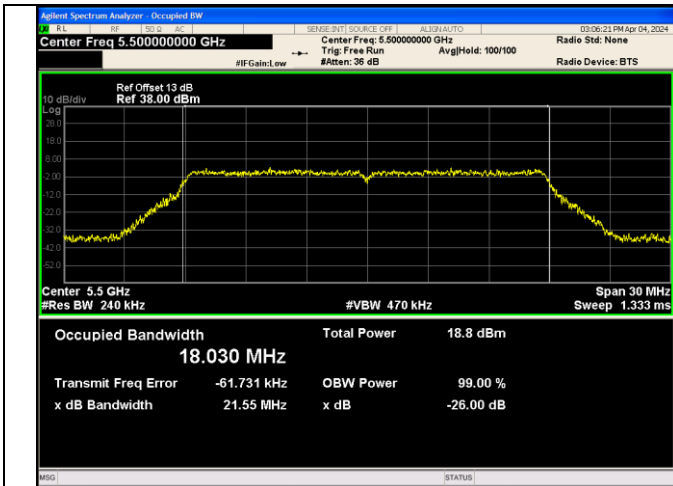 Agilent Spectrum Analyzer - Occupied BW
RL RF 50 Ω AC SENSE:INT SOURCE OFF ALIGNAUTO 03:06:21 PM Apr 04, 2024
Center Freq 5.500000000 GHz Center Freq: 5.500000000 GHz Radio Std: None
Trig: Free Run Avg|Hold: 100/100
#IFGain:Low #Atten: 36 dB Radio Device: BTS
Ref Offset 13 dB
10 dB/div Ref 38.00 dBm
Log
28.0
18.0
8.00
-2.00
-12.0
-22.0
-32.0
-42.0
-52.0
Center 5.5 GHz Span 30 MHz
#Res BW 240 kHz #VBW 470 kHz Sweep 1.333 ms
Occupied Bandwidth Total Power 18.8 dBm
18.030 MHz
Transmit Freq Error -61.731 kHz OBW Power 99.00 %
x dB Bandwidth 21.55 MHz x dB -26.00 dB
MSG STATUS